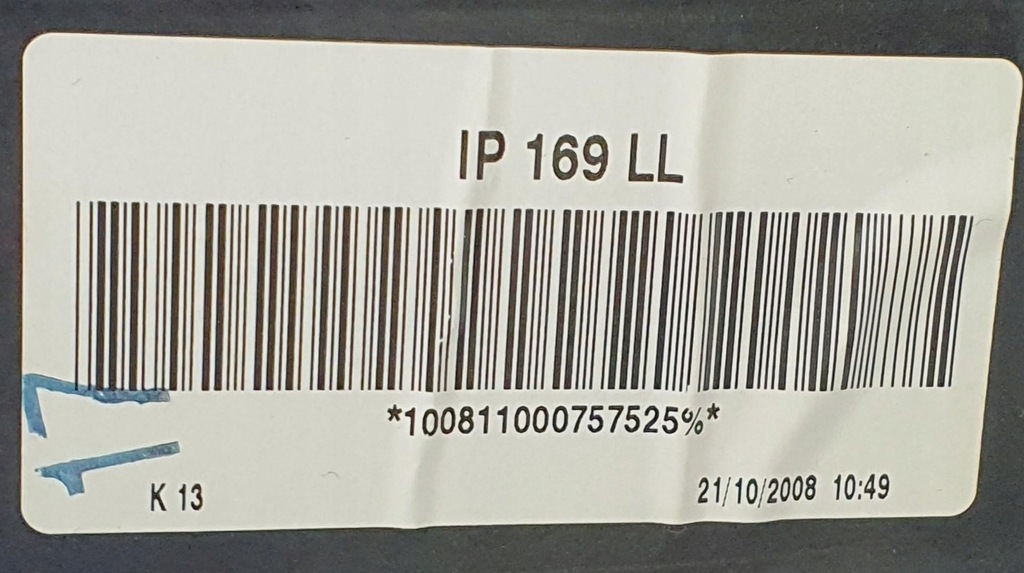 IP 169 LL
*100811000757525%*
K 13
21/10/2008 10:49